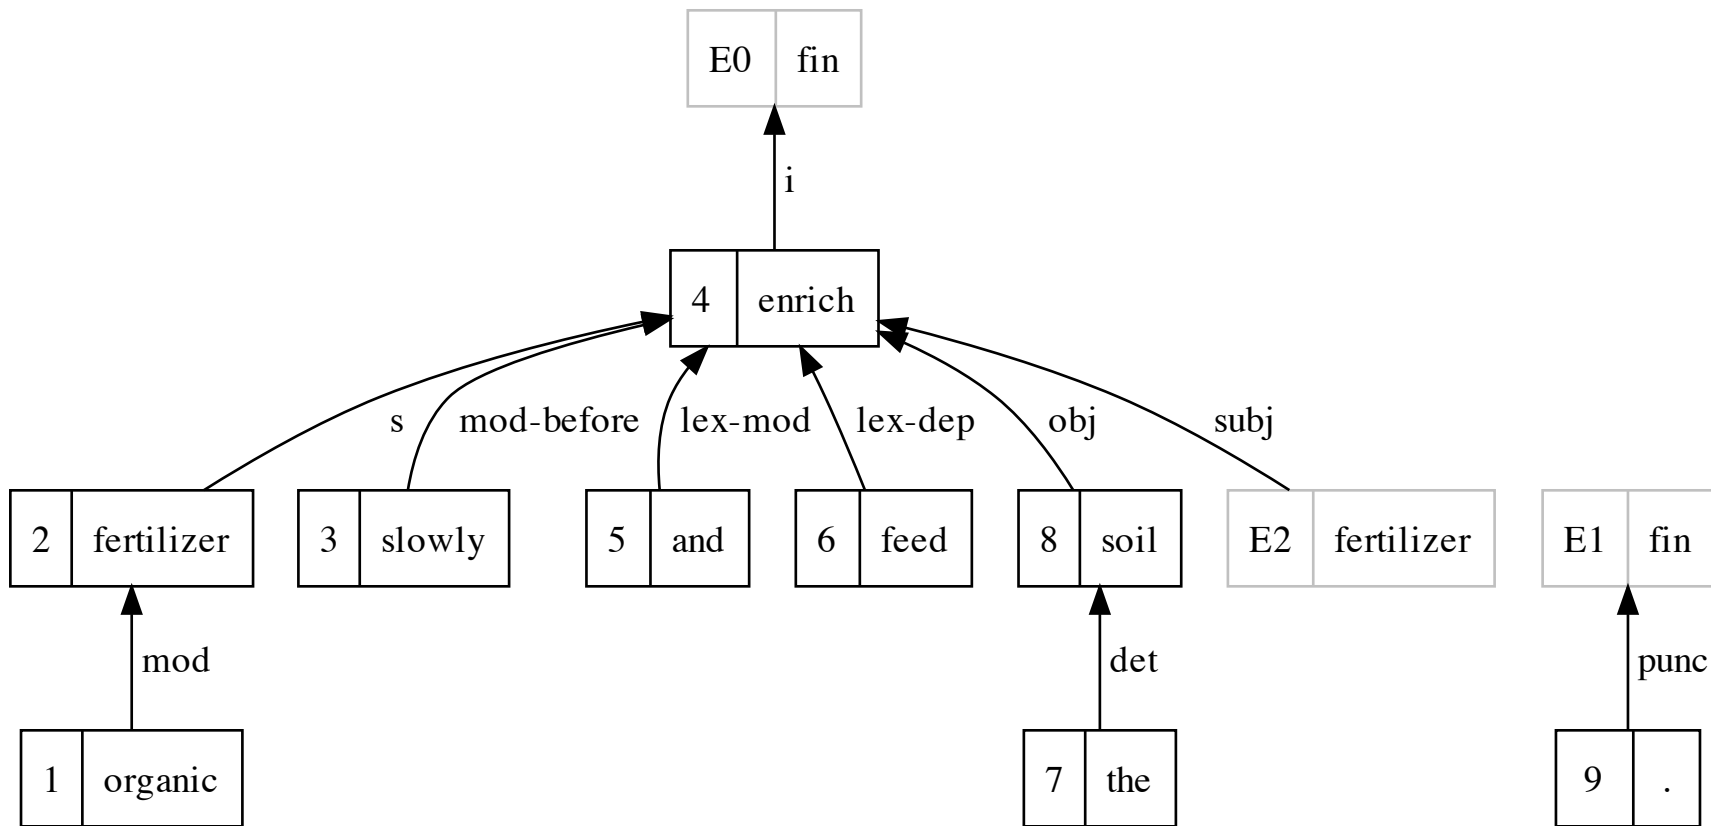 E0 fin
i
4 enrich
s mod-before lex-mod lex-dep obj subj
2 fertilizer 3 slowly 5 and 6 feed 8 soil E2 fertilizer E1 fin
mod det punc
1 organic 7 the 9 .